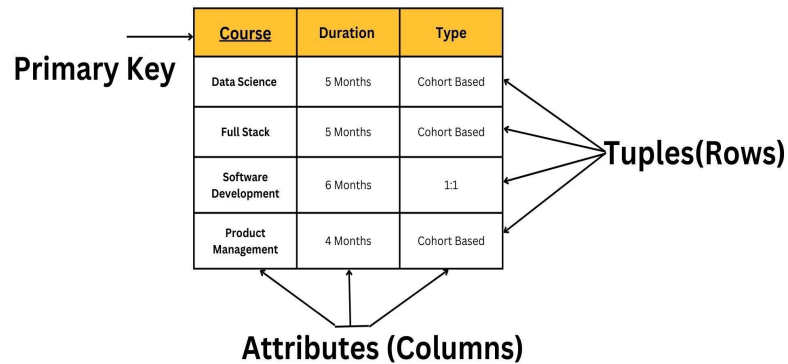 Course Duration Type
Primary Key
Data Science 5 Months Cohort Based
Full Stack 5 Months Cohort Based
Tuples(Rows)
Software
Development 6 Months 1:1
Product
Management 4 Months Cohort Based
Attributes (Columns)